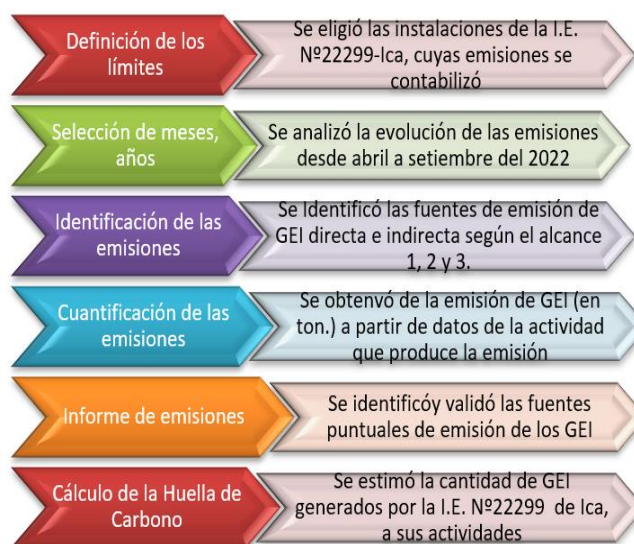 Definición de los
límites
Se eligió las instalaciones de la I.E.
Nº22299-Ica, cuyas emisiones se
contabilizó
Selección de meses,
años
Se analizó la evolución de las emisiones
desde abril a setiembre del 2022
Identificación de las
emisiones
Se Identificó las fuentes de emisión de
GEI directa e indirecta según el alcance
1, 2 y 3.
Cuantificación de las
emisiones
Se obtenvó de la emisión de GEI (en
ton.) a partir de datos de la actividad
que produce la emisión
Informe de emisiones
Se identificóy validó las fuentes
puntuales de emisión de los GEI
Cálculo de la Huella de
Carbono
Se estimó la cantidad de GEI
generados por la I.E. Nº22299 de Ica,
a sus actividades